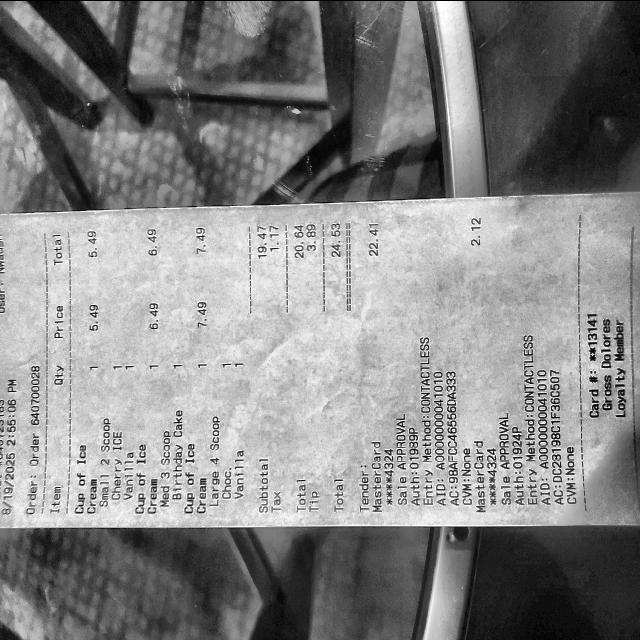 8/19/2023 2:55:06 PM
Order: Order 640700028
Item Qty Price Total
Cup of Ice 1 5.49 5.49
Cream
Small 2 Scoop 1
Cherry ICE 1
Vanilla 1
Cup of Ice 1 6.49 6.49
Cream
Med 3 Scoop 1
Birthday Cake 1
Cup of Ice 1 7.49 7.49
Cream
Large 4 Scoop 1
Choc. 1
Vanilla 1
Subtotal 19.47
Tax 1.17
Total 20.64
Tip 3.89
Total 24.53
Tender:
MasterCard 22.41
****4324
Sale APPROVAL
Auth:01999P
Entry Method:CONTACTLESS
AID: A0000000041010
AC:9BAFCC46556DA333
CVM:None
MasterCard 2.12
****4324
Sale APPROVAL
Auth:01924P
Entry Method:CONTACTLESS
AID: A0000000041010
AC:DC28198C1F36C507
CVM:None
Card #: **13141
Gross Dolores
Loyalty Member